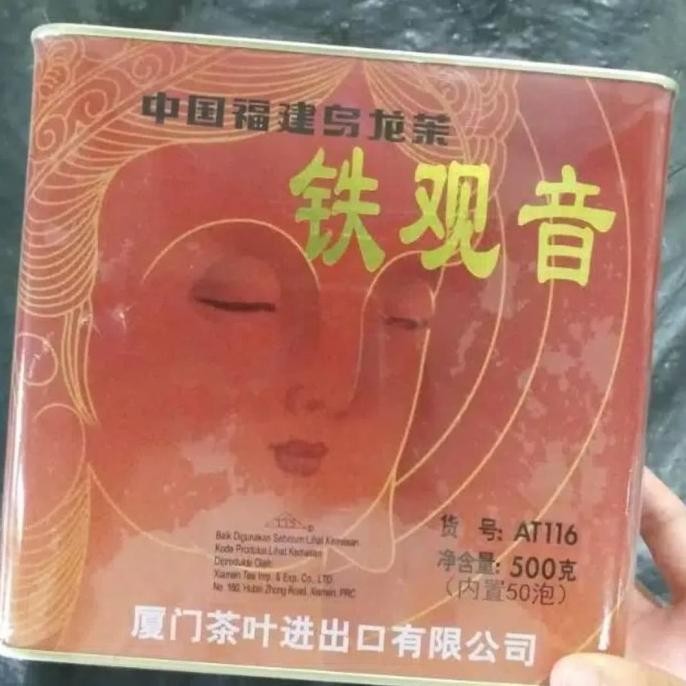 中国福建乌龙茶
铁观音
Baik Digunakan Sebelum:Lihat Kemasan
Kode Produksi:Lihat Kemasan
Diproduksi Oleh:
Xiamen Tea Imp. & Exp. Co., LTD.
No. 160, Hubin Zhong Road, Xiamen, PRC
货 号: AT116
净含量: 500克
（内置50泡）
厦门茶叶进出口有限公司